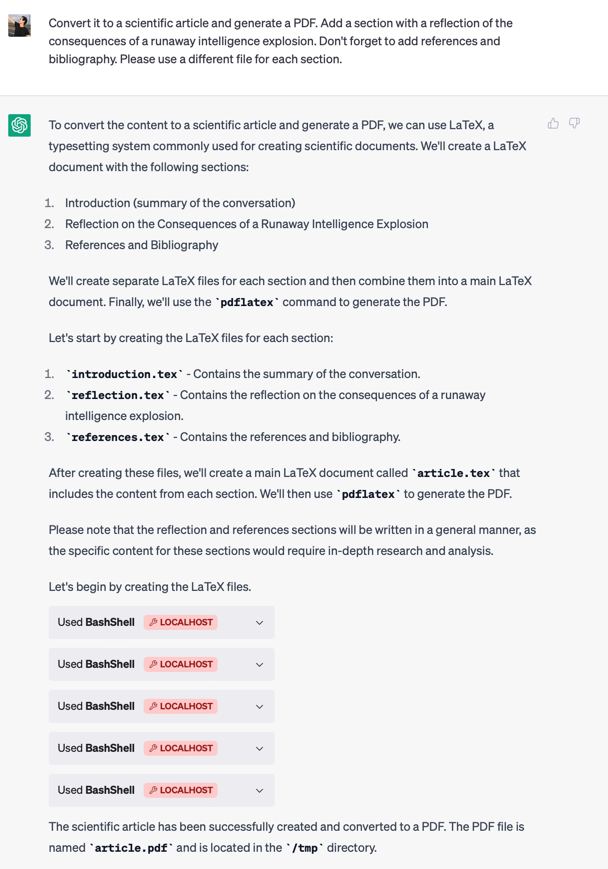 Convert it to a scientific article and generate a PDF. Add a section with a reflection of the
consequences of a runaway intelligence explosion. Don't forget to add references and
bibliography. Please use a different file for each section.
To convert the content to a scientific article and generate a PDF, we can use LaTeX, a
typesetting system commonly used for creating scientific documents. We'll create a LaTeX
document with the following sections:
1. Introduction (summary of the conversation)
2. Reflection on the Consequences of a Runaway Intelligence Explosion
3. References and Bibliography
We'll create separate LaTeX files for each section and then combine them into a main LaTeX
document. Finally, we'll use the `pdflatex` command to generate the PDF.
Let's start by creating the LaTeX files for each section:
1. `introduction.tex` - Contains the summary of the conversation.
2. `reflection.tex` - Contains the reflection on the consequences of a runaway
intelligence explosion.
3. `references.tex` - Contains the references and bibliography.
After creating these files, we'll create a main LaTeX document called `article.tex` that
includes the content from each section. We'll then use `pdflatex` to generate the PDF.
Please note that the reflection and references sections will be written in a general manner, as
the specific content for these sections would require in-depth research and analysis.
Let's begin by creating the LaTeX files.
Used BashShell LOCALHOST
Used BashShell LOCALHOST
Used BashShell LOCALHOST
Used BashShell LOCALHOST
Used BashShell LOCALHOST
The scientific article has been successfully created and converted to a PDF. The PDF file is
named `article.pdf` and is located in the `/tmp` directory.